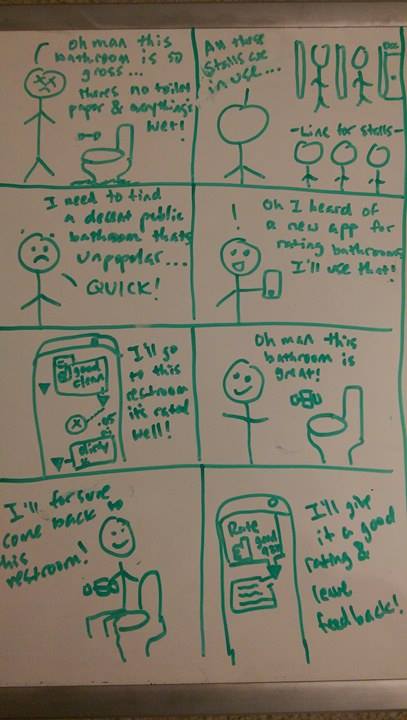 Oh man this
bathroom is so
gross...
theres no toilet
paper & everythings
wet!
All these
stalls are
in use...
-Line for stalls-
I need to find
a decent public
bathroom thats
unpopular...
QUICK!
!
Oh I heard of
a new app for
rating bathrooms
I'll use that!
good
clean
.05
dirty
I'll go
to this
restroom
its rated
well!
Oh man this
bathroom is
great!
I'll for sure
come back to
this
restroom!
Rate
good
I'll give
it a good
rating &
leave
feedback!